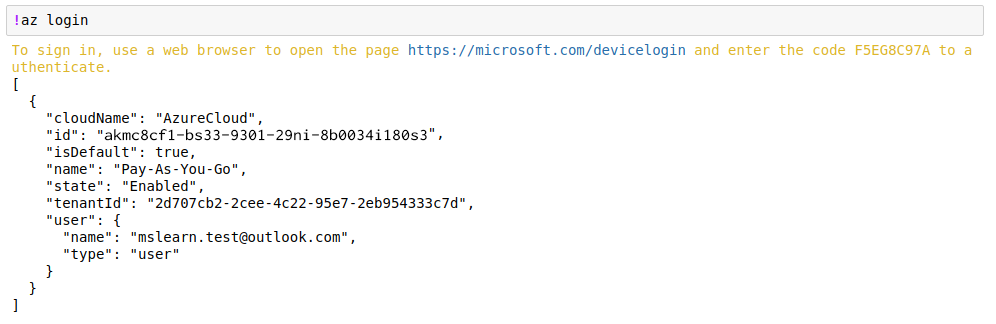 !az login
To sign in, use a web browser to open the page https://microsoft.com/devicelogin and enter the code F5EG8C97A to a
uthenticate.
[
  {
    "cloudName": "AzureCloud",
    "id": "akmc8cf1-bs33-9301-29ni-8b0034i180s3",
    "isDefault": true,
    "name": "Pay-As-You-Go",
    "state": "Enabled",
    "tenantId": "2d707cb2-2cee-4c22-95e7-2eb954333c7d",
    "user": {
      "name": "mslearn.test@outlook.com",
      "type": "user"
    }
  }
]